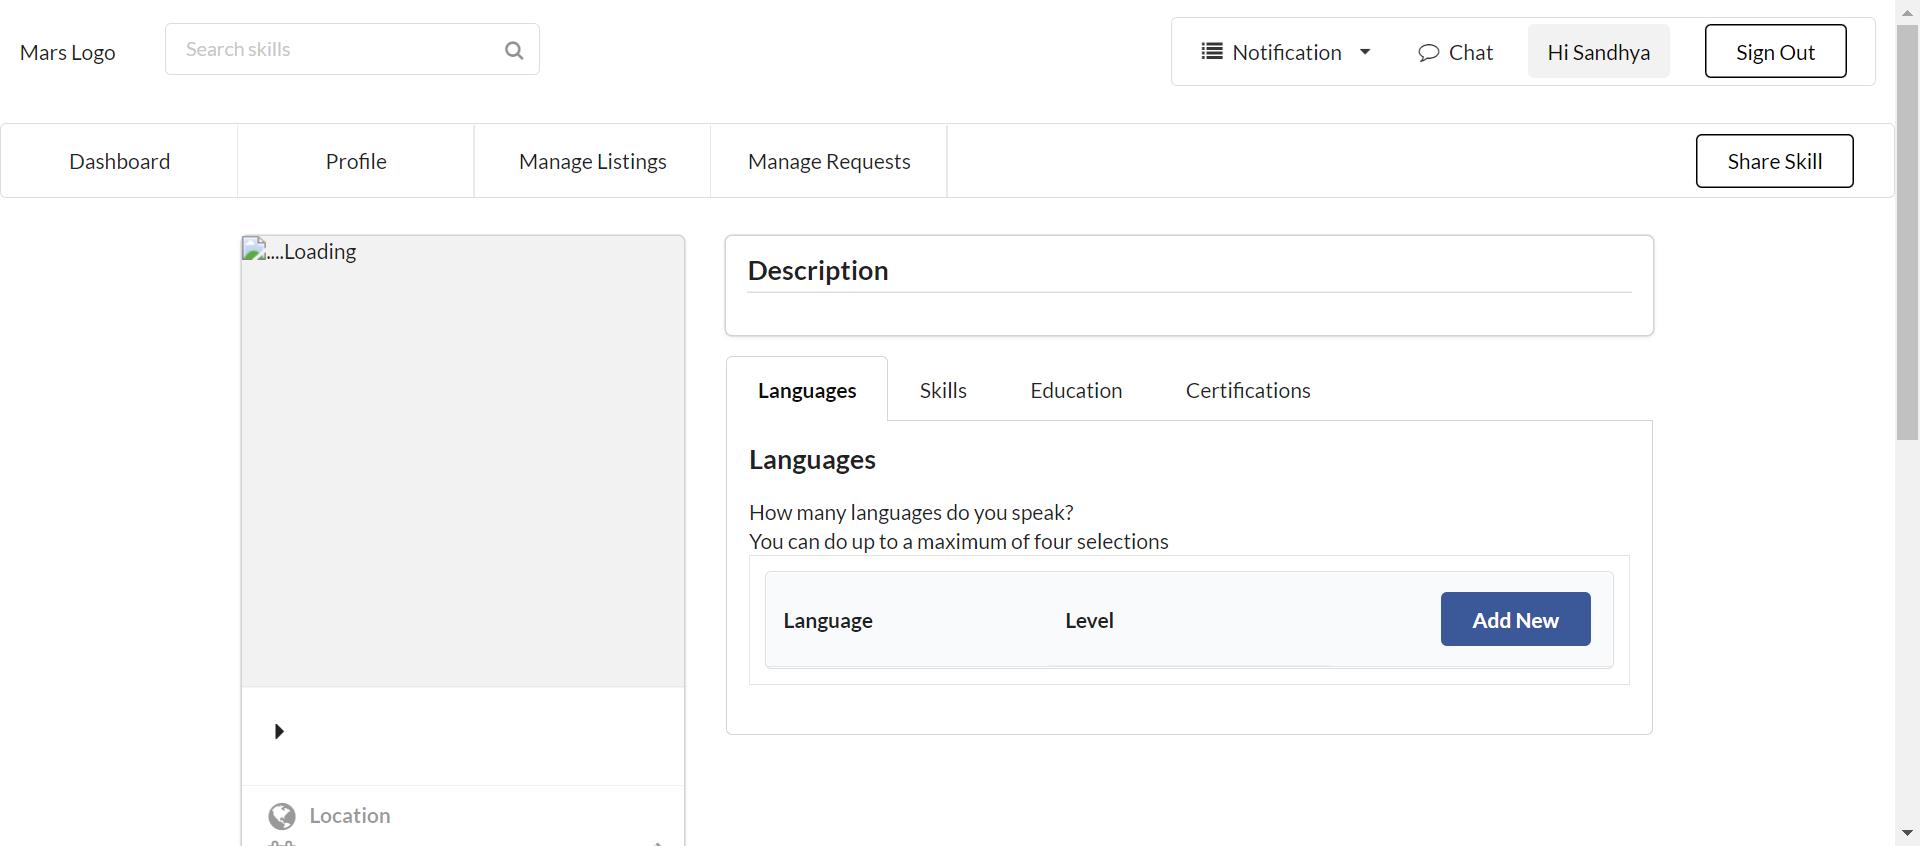 Mars Logo
Search skills
Notification
Chat
Hi Sandhya
Sign Out
Dashboard
Profile
Manage Listings
Manage Requests
Share Skill
....Loading
Location
Description
Languages
Skills
Education
Certifications
Languages
How many languages do you speak?
You can do up to a maximum of four selections
Language
Level
Add New